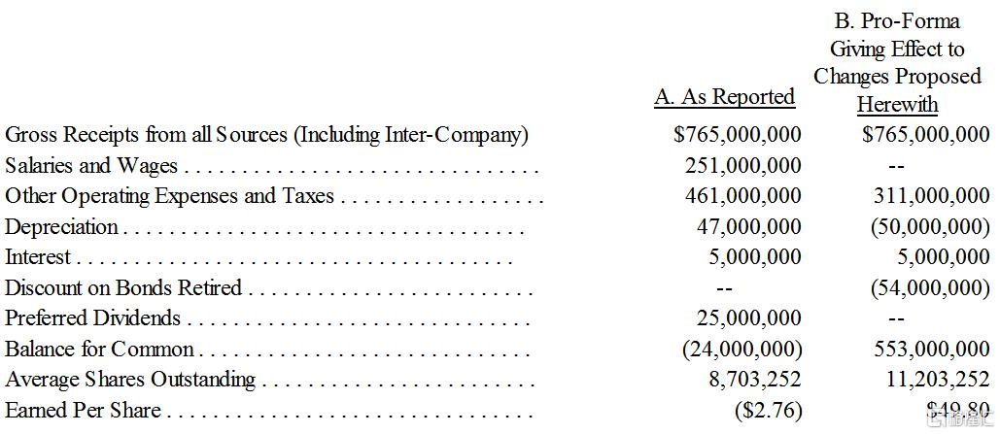 B. Pro-Forma
Giving Effect to
Changes Proposed
A. As Reported Herewith
Gross Receipts from all Sources (Including Inter-Company) $765,000,000 $765,000,000
Salaries and Wages . . . . . . . . . . . . . . . . . . . . . . . . . . . . . . . 251,000,000 --
Other Operating Expenses and Taxes . . . . . . . . . . . . . . . . . . 461,000,000 311,000,000
Depreciation . . . . . . . . . . . . . . . . . . . . . . . . . . . . . . . . . . . 47,000,000 (50,000,000)
Interest . . . . . . . . . . . . . . . . . . . . . . . . . . . . . . . . . . . . . . 5,000,000 5,000,000
Discount on Bonds Retired . . . . . . . . . . . . . . . . . . . . . . . . . -- (54,000,000)
Preferred Dividends . . . . . . . . . . . . . . . . . . . . . . . . . . . . . . 25,000,000 --
Balance for Common . . . . . . . . . . . . . . . . . . . . . . . . . . . . . (24,000,000) 553,000,000
Average Shares Outstanding . . . . . . . . . . . . . . . . . . . . . . . . 8,703,252 11,203,252
Earned Per Share . . . . . . . . . . . . . . . . . . . . . . . . . . . . . . . . ($2.76) $49.80